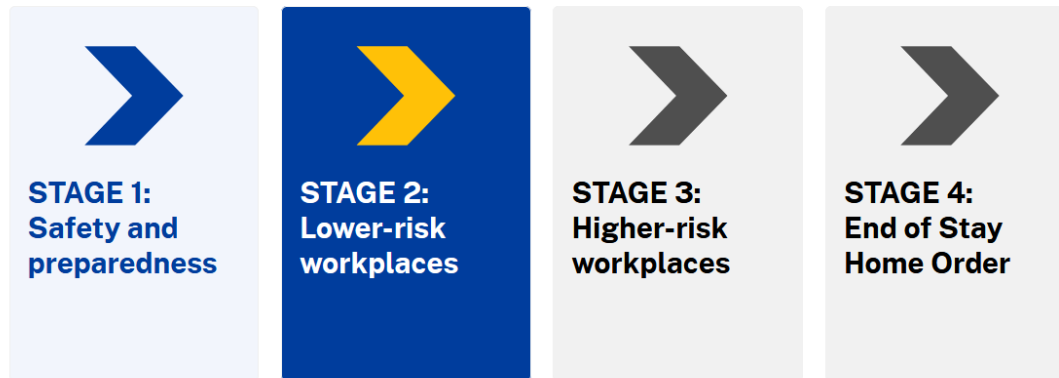 STAGE 1:
Safety and
preparedness
STAGE 2:
Lower-risk
workplaces
STAGE 3:
Higher-risk
workplaces
STAGE 4:
End of Stay
Home Order